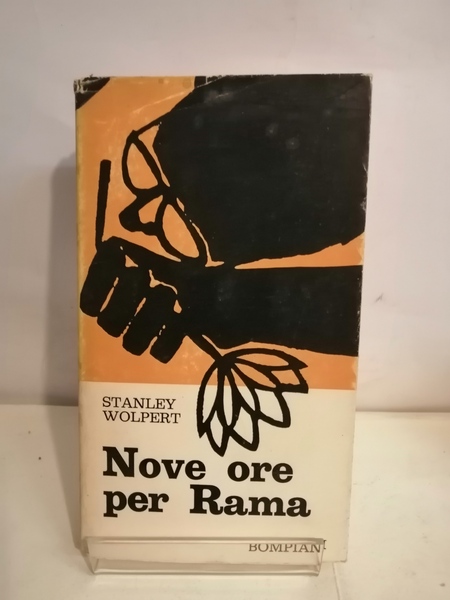 STANLEY
WOLPERT
Nove ore
per Rama
BOMPIANI